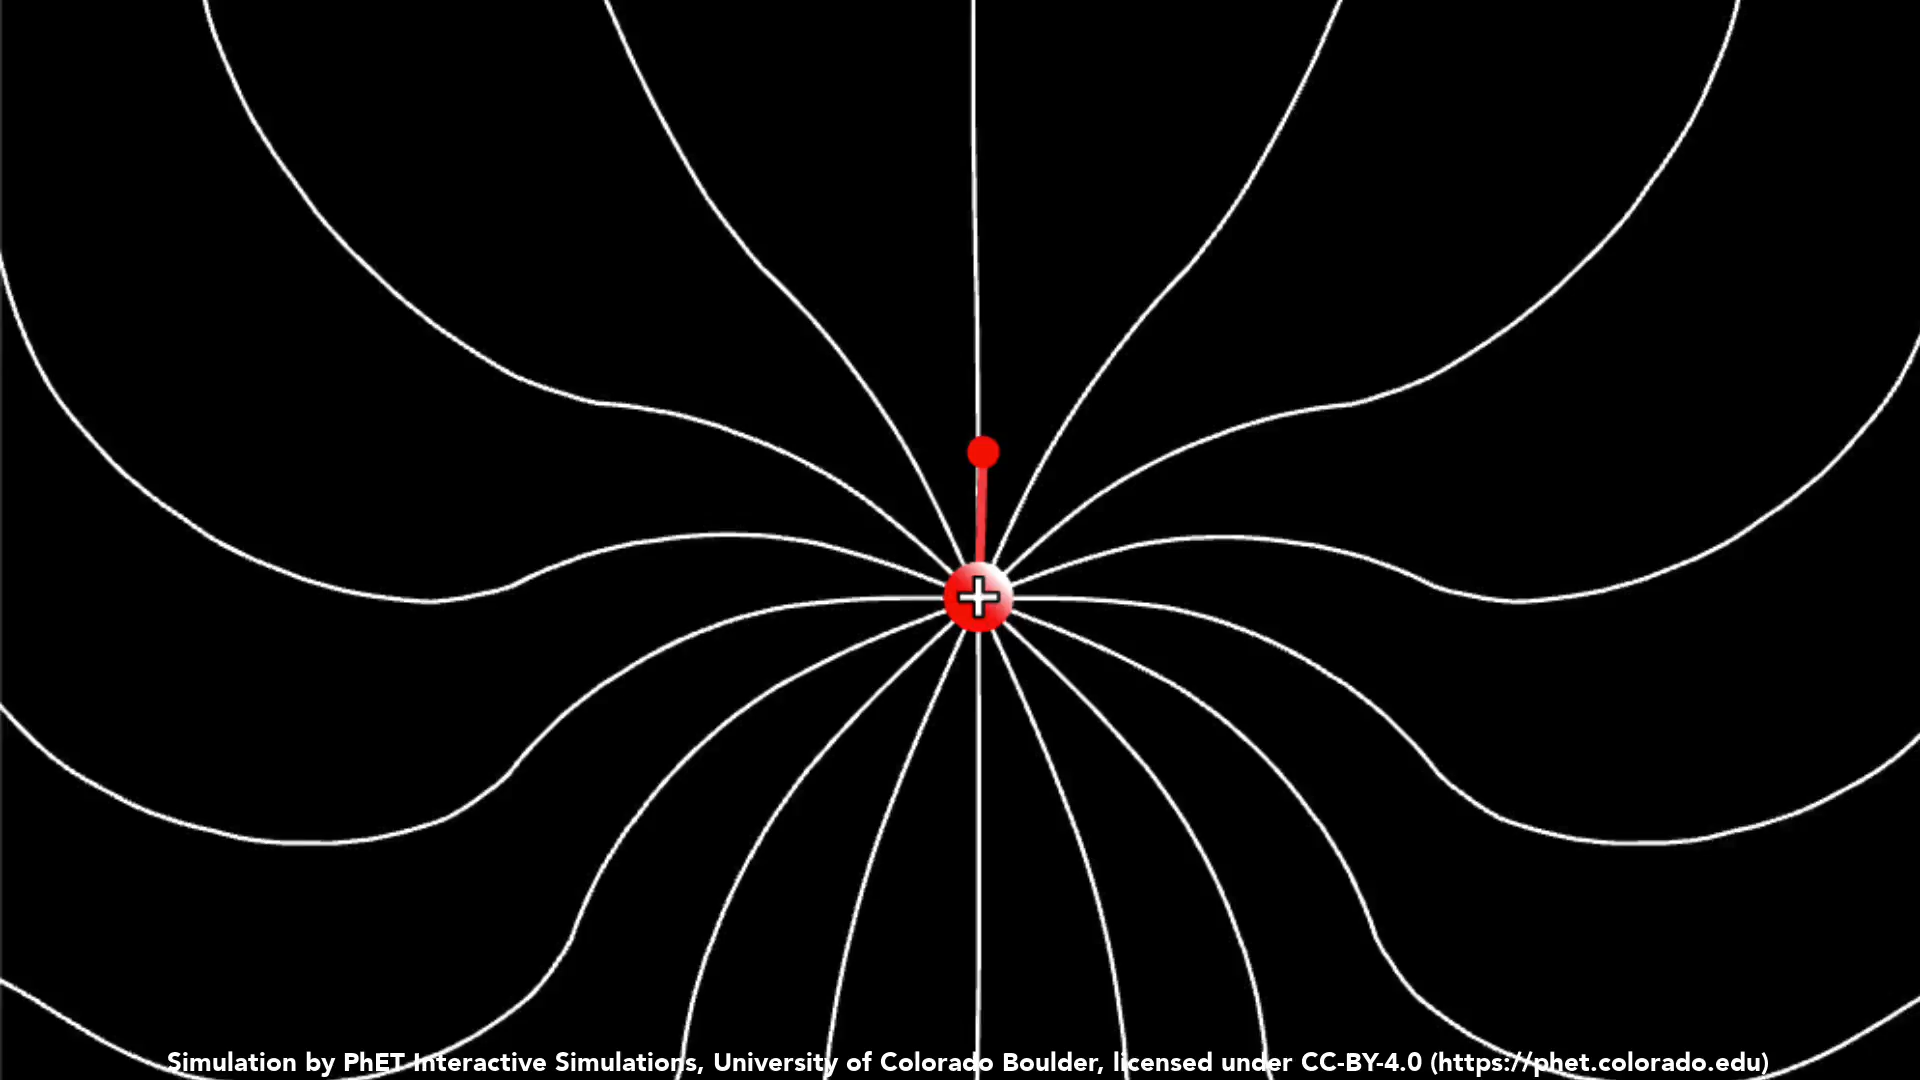 +
Simulation by PhET Interactive Simulations, University of Colorado Boulder, licensed under CC-BY-4.0 (https://phet.colorado.edu)